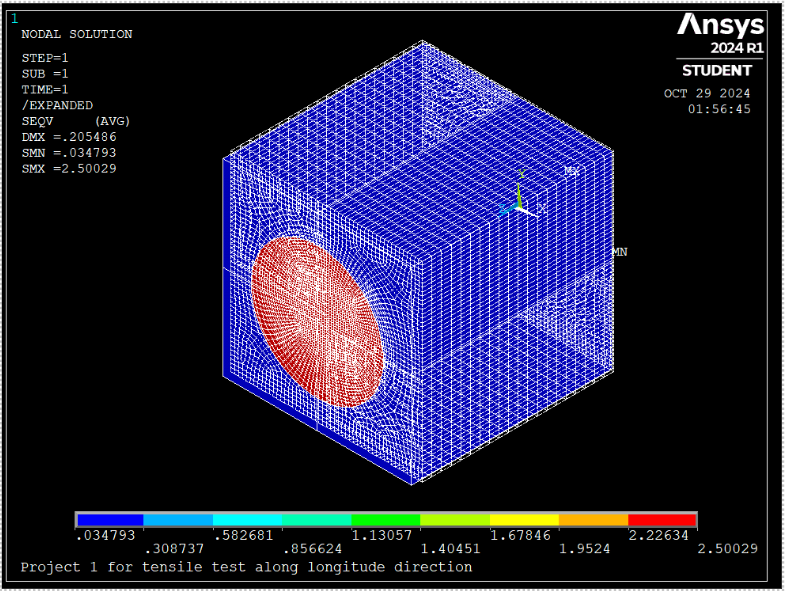 1
NODAL SOLUTION
STEP=1
SUB =1
TIME=1
/EXPANDED
SEQV (AVG)
DMX =.205486
SMN =.034793
SMX =2.50029
Ansys
2024 R1
STUDENT
OCT 29 2024
01:56:45
MX
Y
X
MN
.034793
.308737
.582681
.856624
1.13057
1.40451
1.67846
1.9524
2.22634
2.50029
Project 1 for tensile test along longitude direction